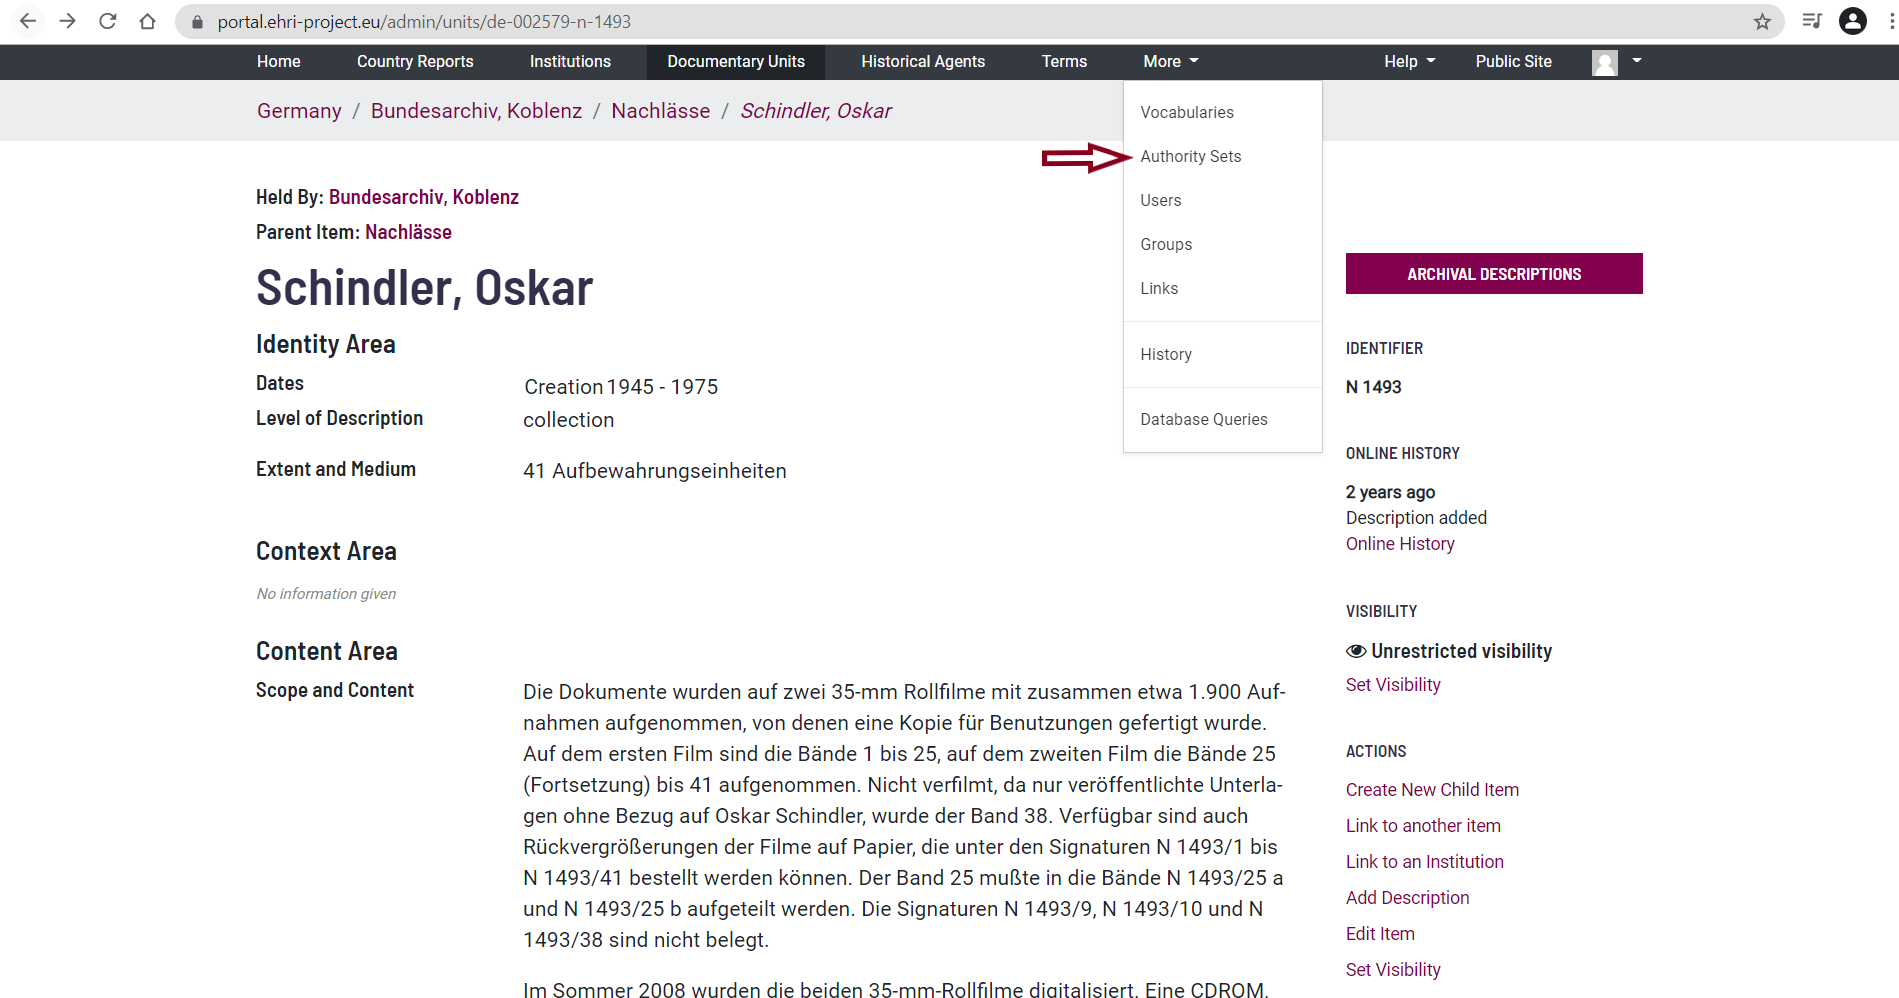 portal.ehri-project.eu/admin/units/de-002579-n-1493
Home Country Reports Institutions Documentary Units Historical Agents Terms More Help Public Site
Germany / Bundesarchiv, Koblenz / Nachlässe / Schindler, Oskar
Vocabularies
Authority Sets
Users
Groups
Links
History
Database Queries
Held By: Bundesarchiv, Koblenz
Parent Item: Nachlässe
Schindler, Oskar
Identity Area
Dates Creation 1945 - 1975
Level of Description collection
Extent and Medium 41 Aufbewahrungseinheiten
Context Area
No information given
Content Area
Scope and Content
Die Dokumente wurden auf zwei 35-mm Rollfilme mit zusammen etwa 1.900 Auf-
nahmen aufgenommen, von denen eine Kopie für Benutzungen gefertigt wurde.
Auf dem ersten Film sind die Bände 1 bis 25, auf dem zweiten Film die Bände 25
(Fortsetzung) bis 41 aufgenommen. Nicht verfilmt, da nur veröffentlichte Unterla-
gen ohne Bezug auf Oskar Schindler, wurde der Band 38. Verfügbar sind auch
Rückvergrößerungen der Filme auf Papier, die unter den Signaturen N 1493/1 bis
N 1493/41 bestellt werden können. Der Band 25 mußte in die Bände N 1493/25 a
und N 1493/25 b aufgeteilt werden. Die Signaturen N 1493/9, N 1493/10 und N
1493/38 sind nicht belegt.
Im Sommer 2008 wurden die beiden 35-mm-Rollfilme digitalisiert. Eine CDROM,
ARCHIVAL DESCRIPTIONS
IDENTIFIER
N 1493
ONLINE HISTORY
2 years ago
Description added
Online History
VISIBILITY
Unrestricted visibility
Set Visibility
ACTIONS
Create New Child Item
Link to another item
Link to an Institution
Add Description
Edit Item
Set Visibility